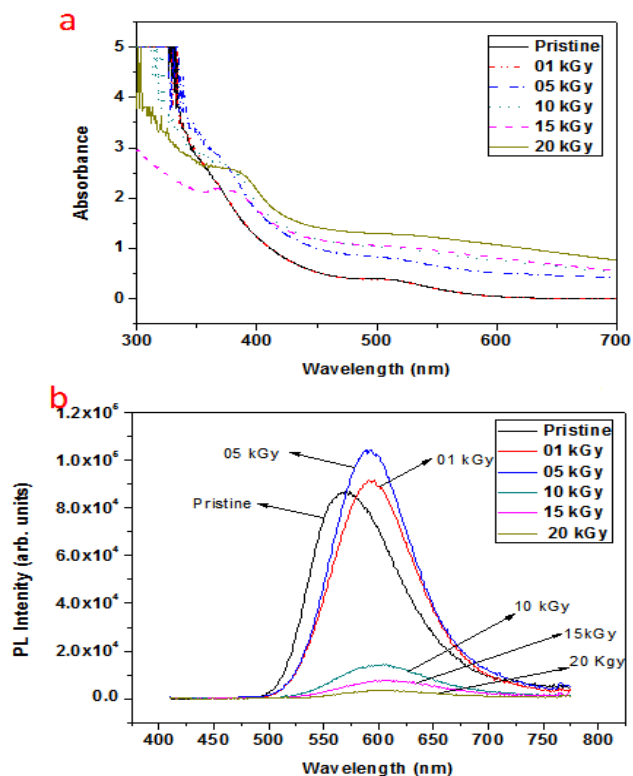 a
5
4
3
2
1
0
Absorbance
Pristine
01 kGy
05 kGy
10 kGy
15 kGy
20 kGy
300 400 500 600 700
Wavelength (nm)
b
1.2x10⁵
1.0x10⁵
8.0x10⁴
6.0x10⁴
4.0x10⁴
2.0x10⁴
0.0
PL Intenity (arb. units)
Pristine
01 kGy
05 kGy
10 kGy
15 kGy
20 kGy
05 kGy
01 kGy
Pristine
10 kGy
15kGy
20 Kgy
400 450 500 550 600 650 700 750 800
Wavelength (nm)